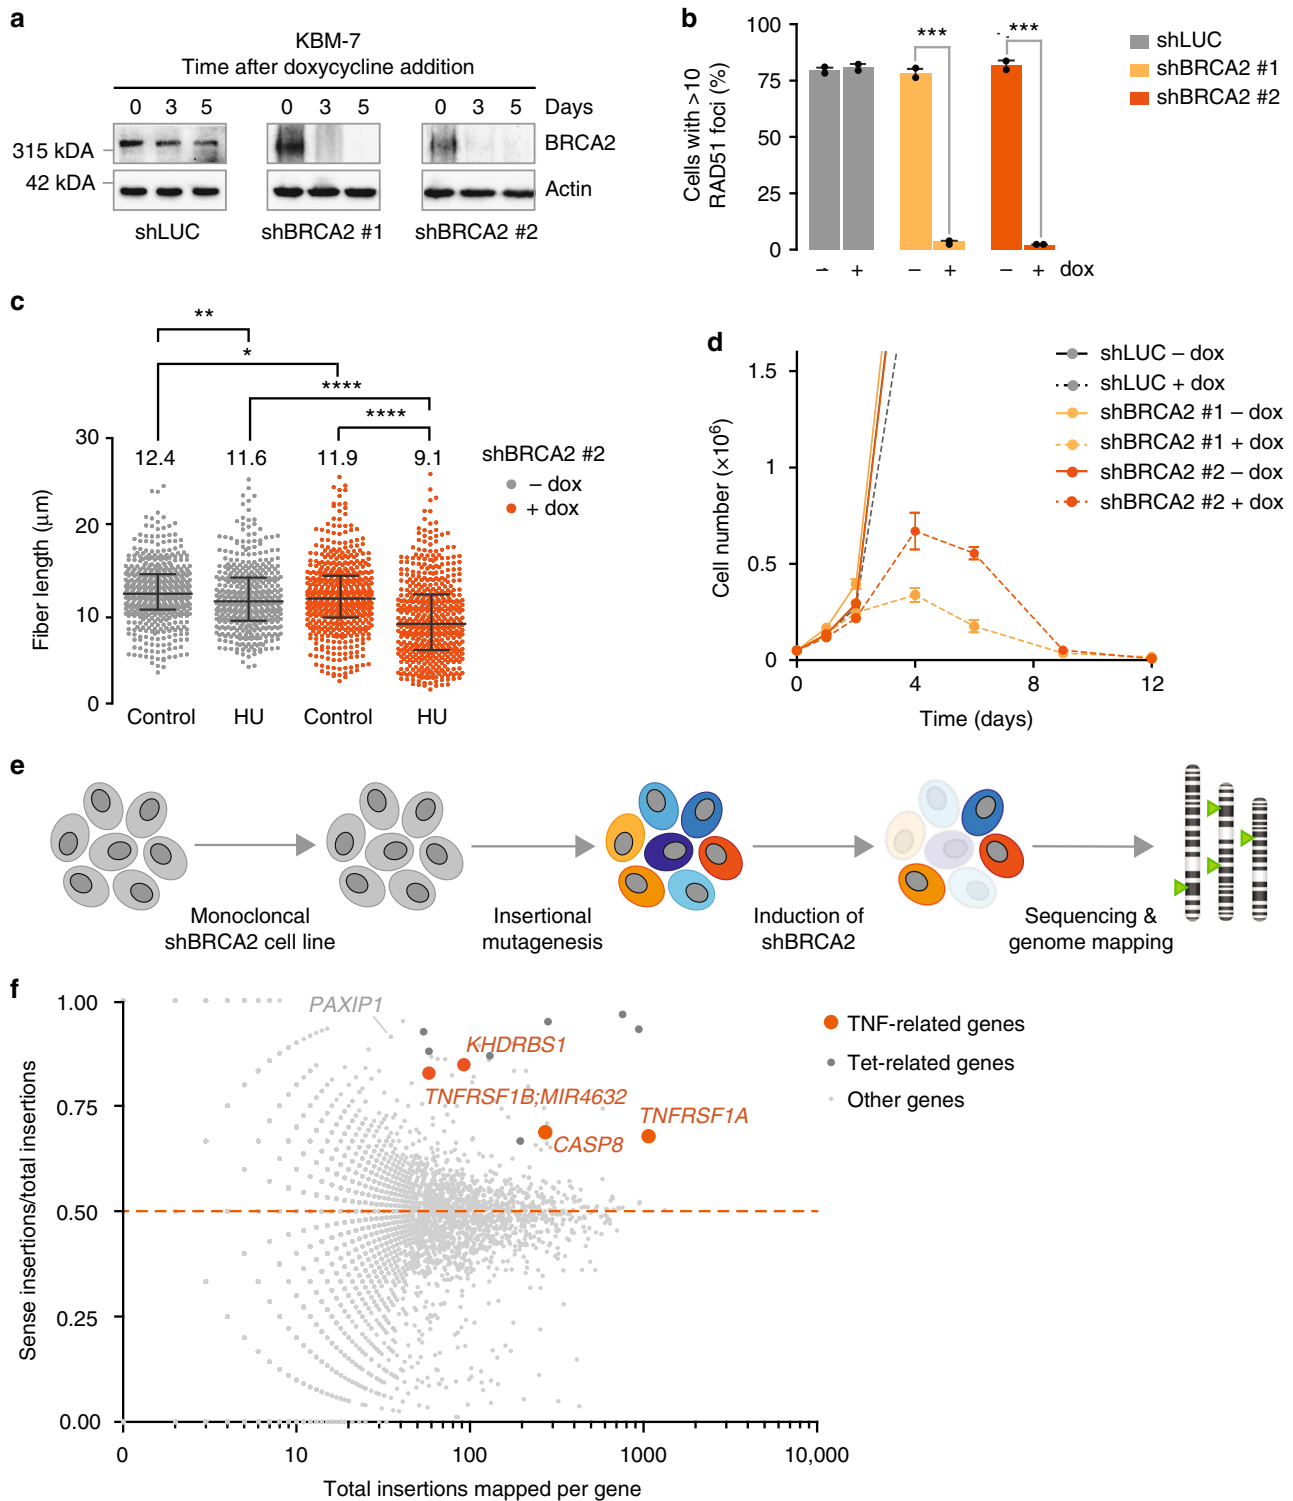 a
KBM-7
Time after doxycycline addition
0 3 5 0 3 5 0 3 5 Days
315 kDA
BRCA2
42 kDA
Actin
shLUC shBRCA2 #1 shBRCA2 #2
b
Cells with >10
RAD51 foci (%)
100
75
50
25
0
*** ***
– + – + – + dox
shLUC
shBRCA2 #1
shBRCA2 #2
c
**
*
****
****
Fiber length (μm)
30
20
10
0
12.4 11.6 11.9 9.1
Control HU Control HU
shBRCA2 #2
– dox
+ dox
d
Cell number (×10⁶)
1.5
1
0.5
0
0 4 8 12
Time (days)
shLUC – dox
shLUC + dox
shBRCA2 #1 – dox
shBRCA2 #1 + dox
shBRCA2 #2 – dox
shBRCA2 #2 + dox
e
Monocloncal
shBRCA2 cell line
Insertional
mutagenesis
Induction of
shBRCA2
Sequencing &
genome mapping
f
Sense insertions/total insertions
1.00
0.75
0.50
0.25
0.00
PAXIP1
KHDRBS1
TNFRSF1B;MIR4632
TNFRSF1A
CASP8
0 10 100 1000 10,000
Total insertions mapped per gene
TNF-related genes
Tet-related genes
Other genes